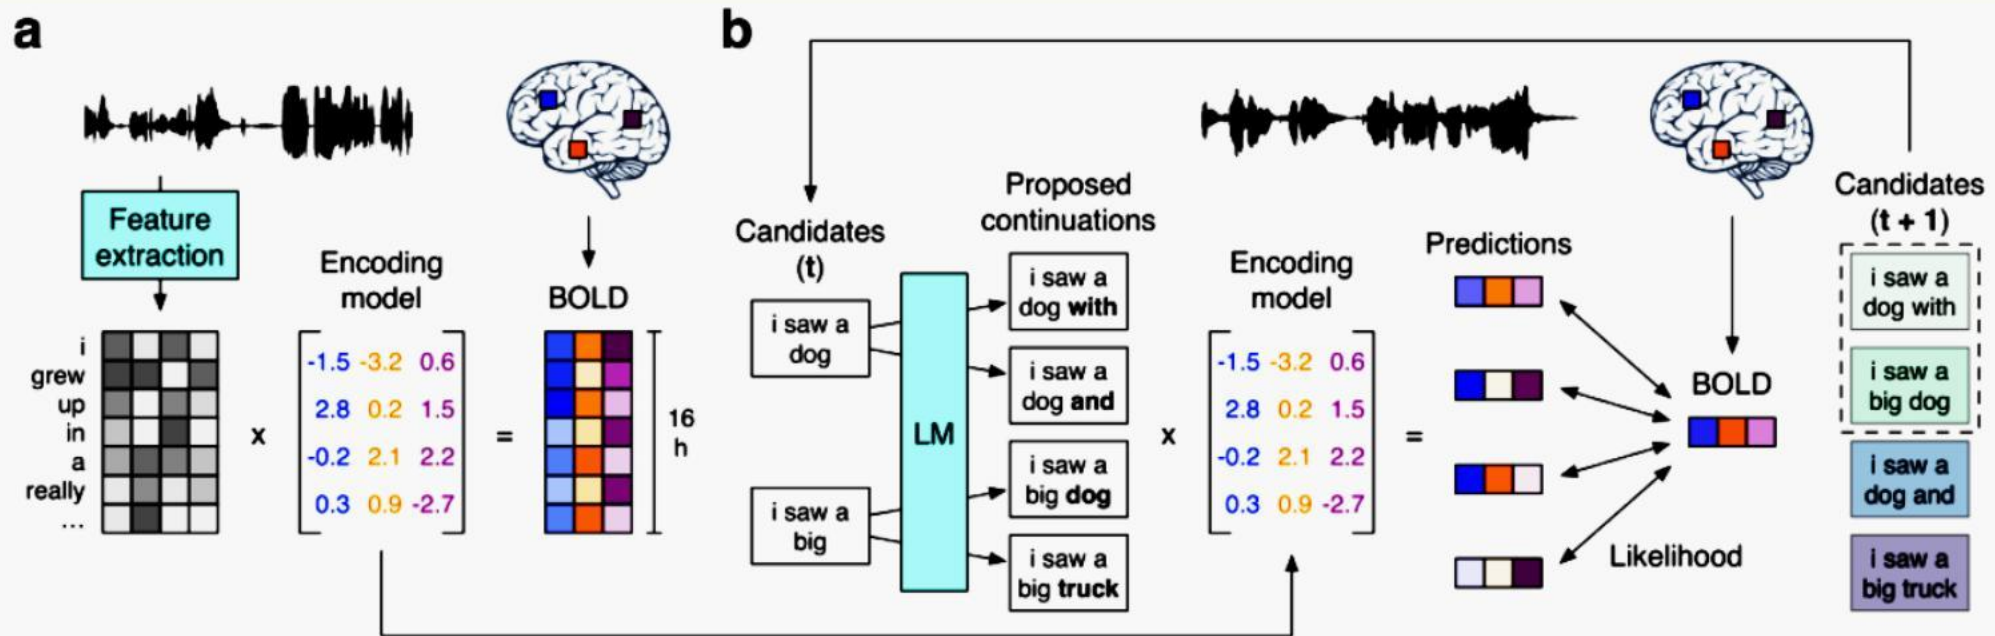 a
Feature
extraction
i
grew
up
in
a
really
...
x
Encoding
model
-1.5 -3.2 0.6
2.8 0.2 1.5
-0.2 2.1 2.2
0.3 0.9 -2.7
=
BOLD
16
h
b
Candidates
(t)
i saw a
dog
i saw a
big
LM
Proposed
continuations
i saw a
dog with
i saw a
dog and
i saw a
big dog
i saw a
big truck
x
Encoding
model
-1.5 -3.2 0.6
2.8 0.2 1.5
-0.2 2.1 2.2
0.3 0.9 -2.7
=
Predictions
Likelihood
BOLD
Candidates
(t + 1)
i saw a
dog with
i saw a
big dog
i saw a
dog and
i saw a
big truck